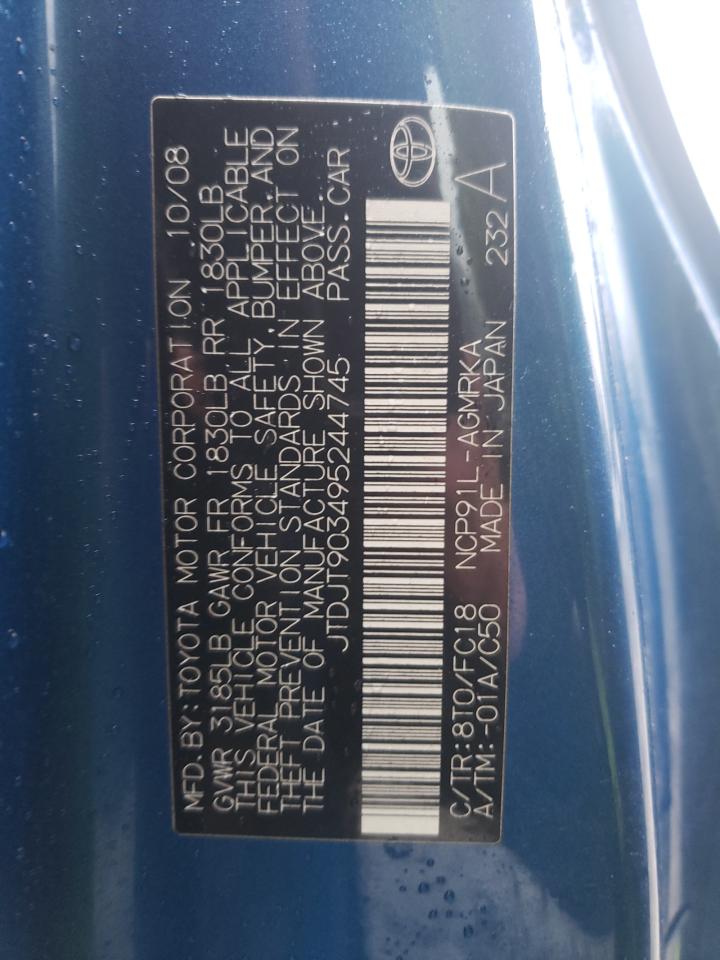 MFD. BY: TOYOTA MOTOR CORPORATION 10/08
GVWR 3185LB GAWR FR 1830LB RR 1830LB
THIS VEHICLE CONFORMS TO ALL APPLICABLE
FEDERAL MOTOR VEHICLE SAFETY, BUMPER, AND
THEFT PREVENTION STANDARDS IN EFFECT ON
THE DATE OF MANUFACTURE SHOWN ABOVE.
JTDJT903495244745 PASS. CAR
C/TR: 8T0/FC18 NCP91L-AGMRKA 232 A
A/TM: -01A/C50 MADE IN JAPAN